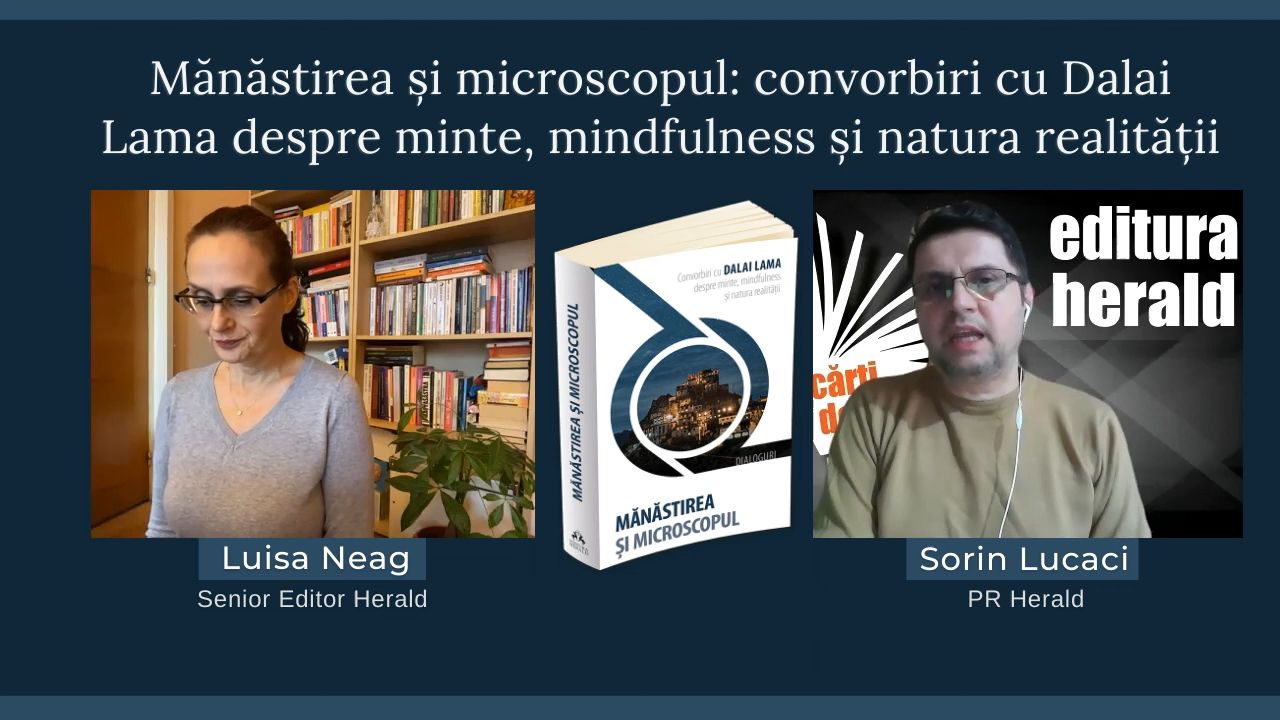 Mănăstirea și microscopul: convorbiri cu Dalai
Lama despre minte, mindfulness și natura realității
editura
herald
cărți
Convorbiri cu DALAI LAMA
despre minte, mindfulness
și natura realității
MĂNĂSTIREA ȘI MICROSCOPUL
DIALOGURI
MĂNĂSTIREA
ȘI MICROSCOPUL
Luisa Neag
Senior Editor Herald
Sorin Lucaci
PR Herald